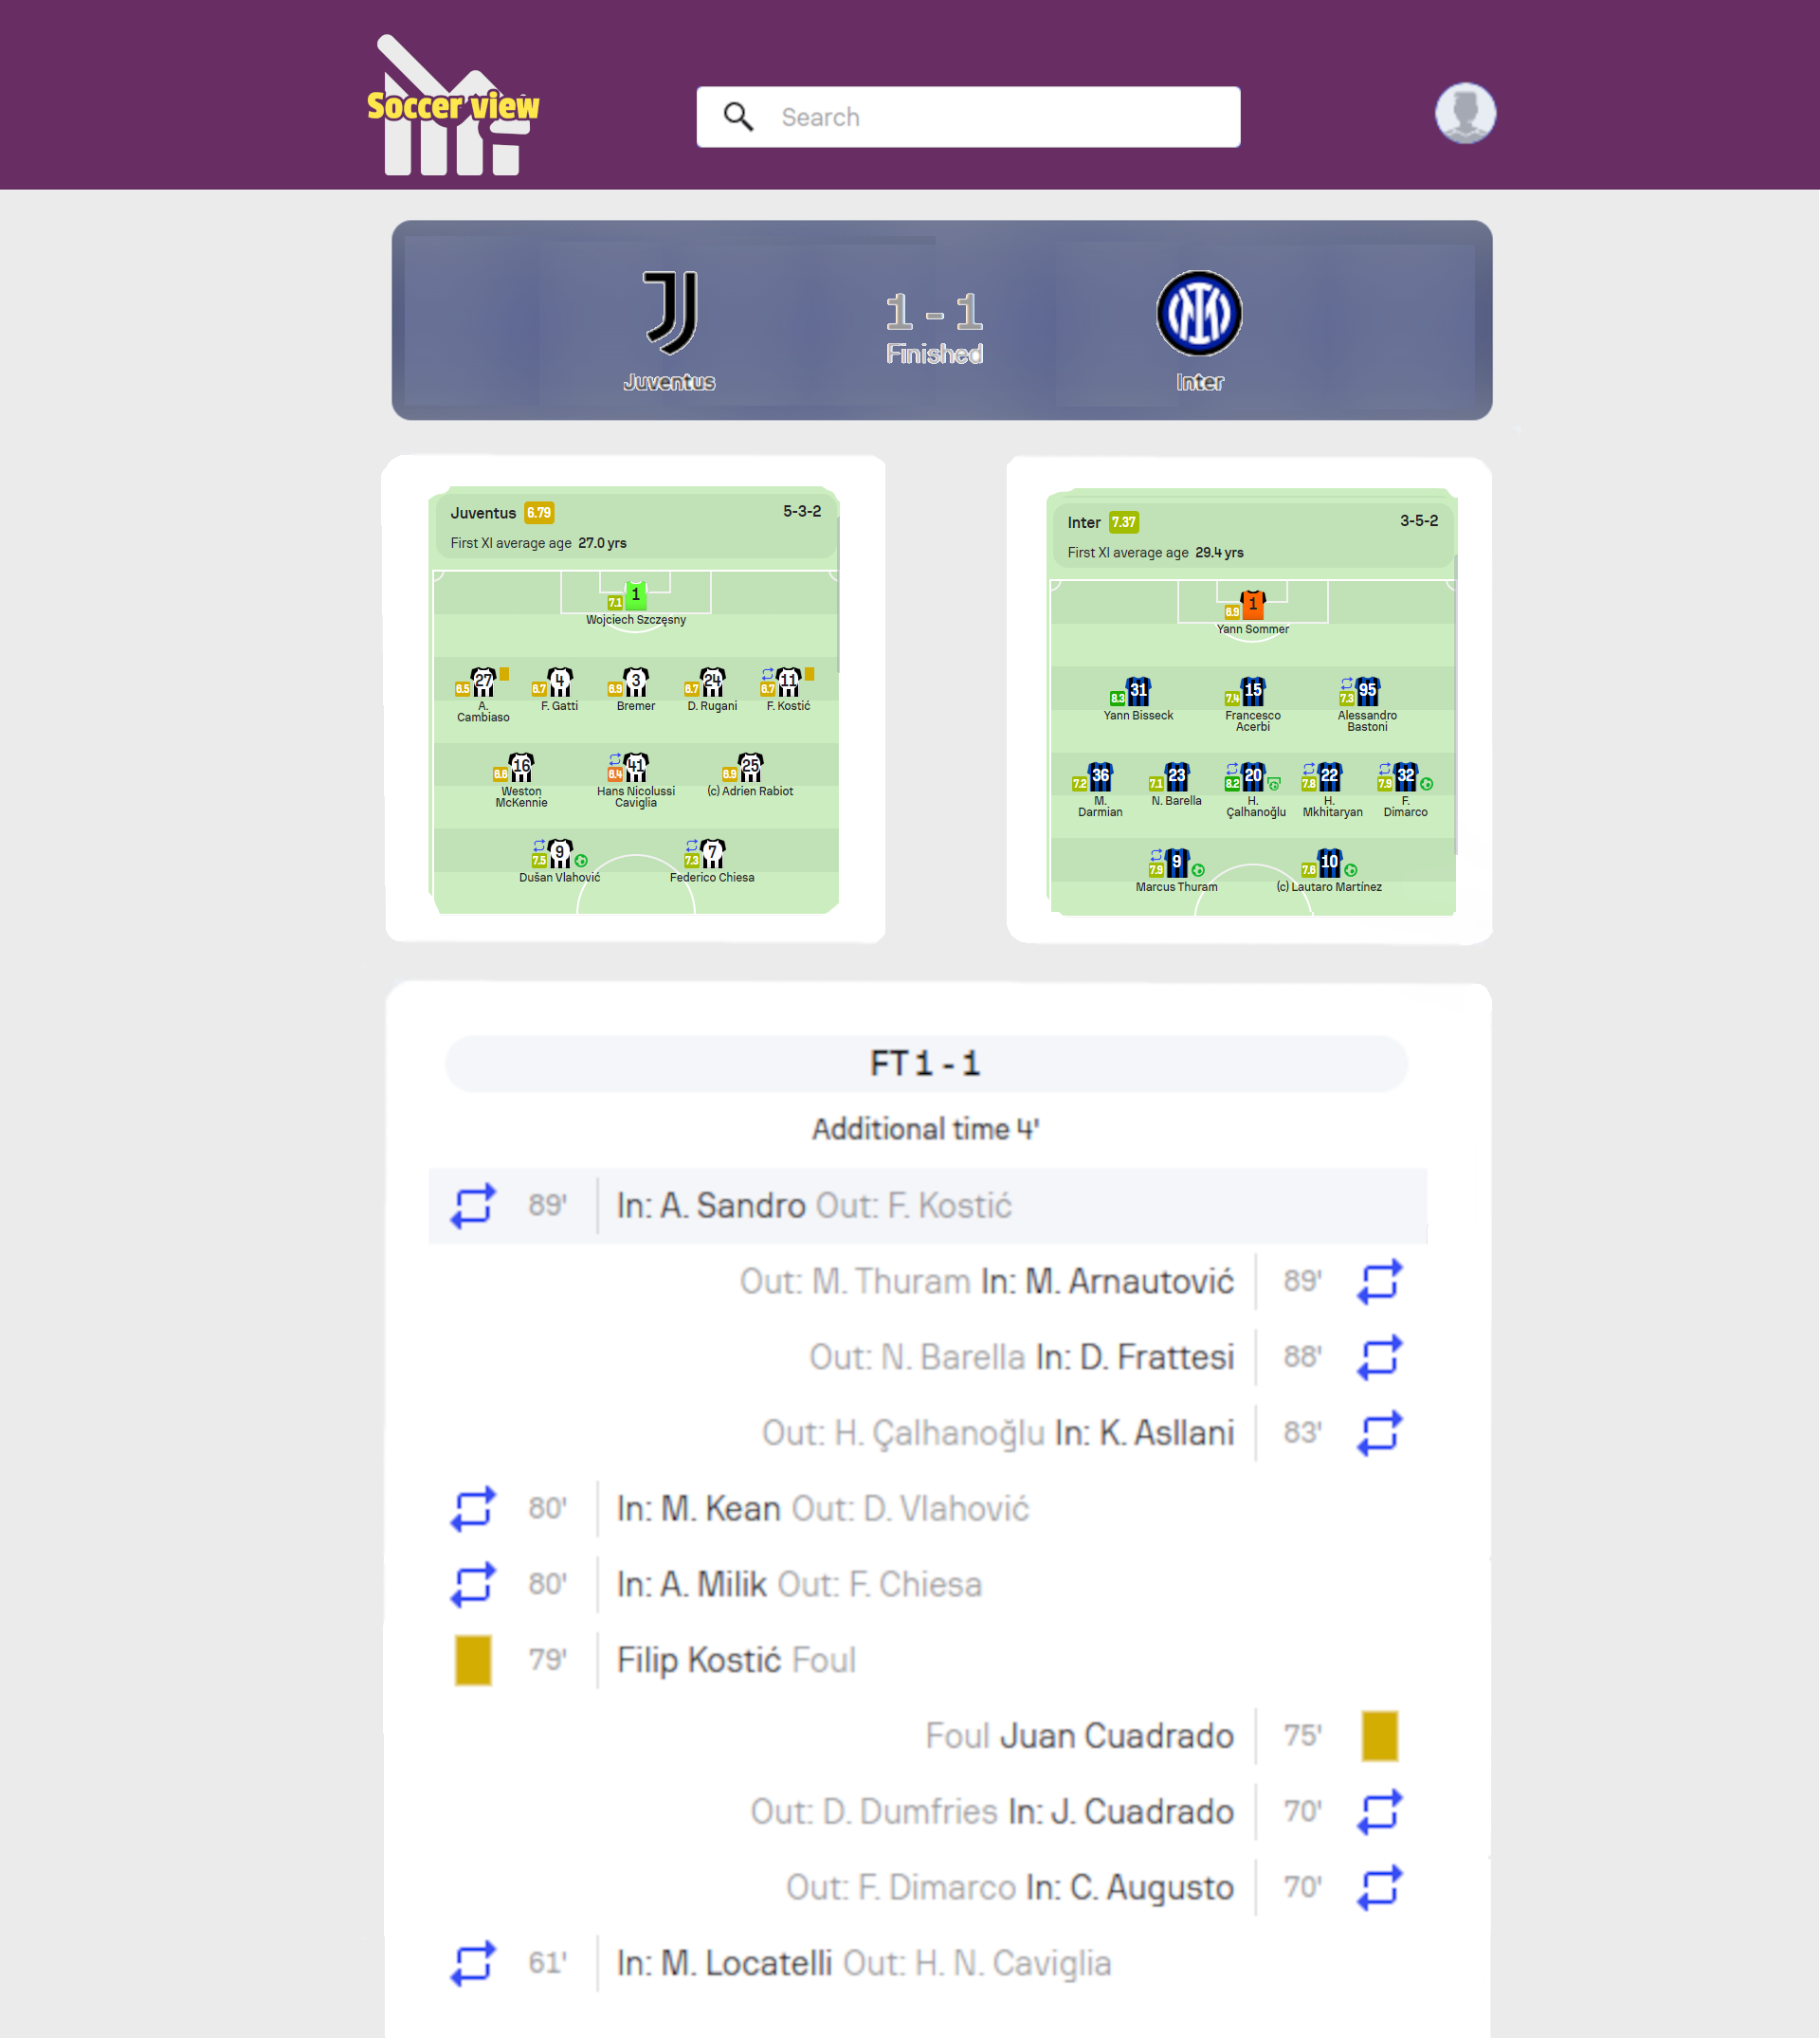 Soccer view
Search
1 - 1
Finished
Juventus
Inter
Juventus 6.79
5-3-2
First XI average age 27.0 yrs
1
7.1
Wojciech Szczęsny
27 4 3 24 11
6.5 6.7 6.9 6.7 6.7
A. Cambiaso
F. Gatti
Bremer
D. Rugani
F. Kostić
16 41 25
6.6 6.4 6.9
Weston McKennie
Hans Nicolussi Caviglia
(c) Adrien Rabiot
9 7
7.5 7.3
Dušan Vlahović
Federico Chiesa
Inter 7.37
3-5-2
First XI average age 29.4 yrs
1
6.9
Yann Sommer
31 15 95
8.3 7.4 7.3
Yann Bisseck
Francesco Acerbi
Alessandro Bastoni
36 23 20 22 32
7.2 7.1 8.2 7.8 7.9
M. Darmian
N. Barella
H. Çalhanoğlu
H. Mkhitaryan
F. Dimarco
9 10
7.9 7.6
Marcus Thuram
(c) Lautaro Martínez
FT 1 - 1
Additional time 4'
89' In: A. Sandro Out: F. Kostić
Out: M. Thuram In: M. Arnautović 89'
Out: N. Barella In: D. Frattesi 88'
Out: H. Çalhanoğlu In: K. Asllani 83'
80' In: M. Kean Out: D. Vlahović
80' In: A. Milik Out: F. Chiesa
79' Filip Kostić Foul
Foul Juan Cuadrado 75'
Out: D. Dumfries In: J. Cuadrado 70'
Out: F. Dimarco In: C. Augusto 70'
61' In: M. Locatelli Out: H. N. Caviglia